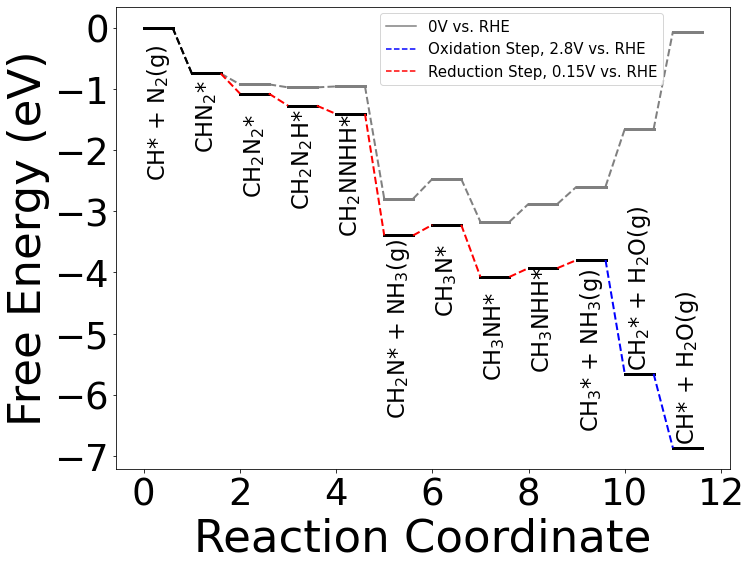 0V vs. RHE
Oxidation Step, 2.8V vs. RHE
Reduction Step, 0.15V vs. RHE
Free Energy (eV)
0
−1
−2
−3
−4
−5
−6
−7
CH* + N₂(g)
CHN₂*
CH₂N₂*
CH₂N₂H*
CH₂NNHH*
CH₂N* + NH₃(g)
CH₃N*
CH₃NH*
CH₃NHH*
CH₃* + NH₃(g)
CH₂* + H₂O(g)
CH* + H₂O(g)
0 2 4 6 8 10 12
Reaction Coordinate